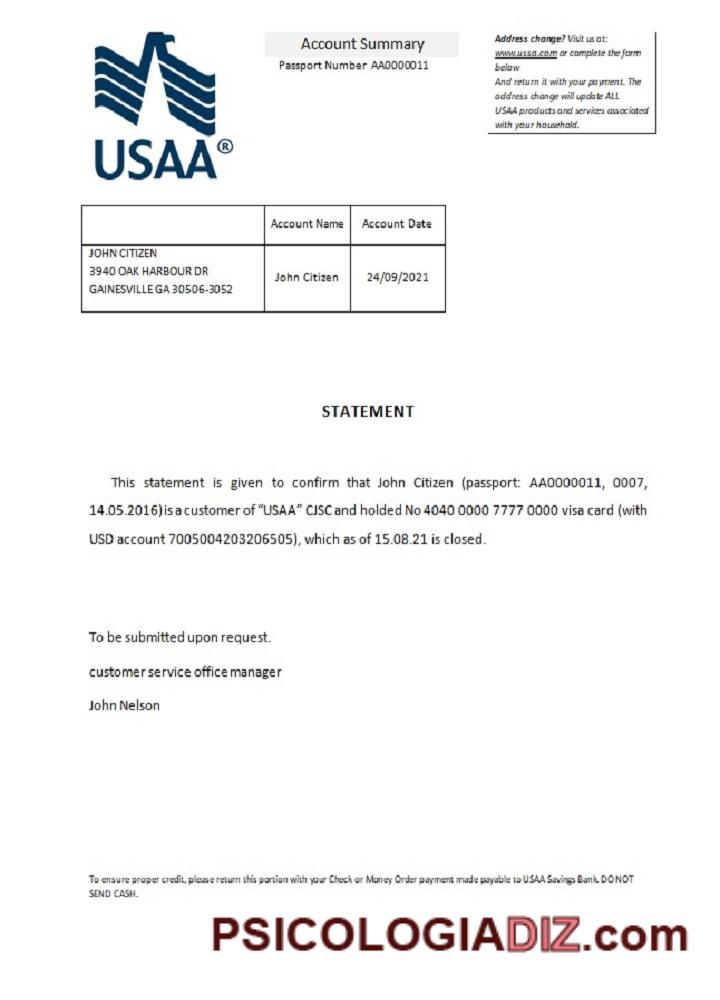 USAA®
Account Summary
Passport Number AA0000011
Address change? Visit us at:
www.ussa.com or complete the form
below
And return it with your payment. The
address change will update ALL
USAA products and services associated
with your household.
Account Name Account Date
JOHN CITIZEN
3940 OAK HARBOUR DR
GAINESVILLE GA 30506-3052
John Citizen 24/09/2021
STATEMENT
This statement is given to confirm that John Citizen (passport: AA0000011, 0007,
14.05.2016)is a customer of “USAA” CJSC and holded No 4040 0000 7777 0000 visa card (with
USD account 7005004203206505), which as of 15.08.21 is closed.
To be submitted upon request.
customer service office manager
John Nelson
To ensure proper credit, please return this portion with your Check or Money Order payment made payable to USAA Savings Bank. DO NOT
SEND CASH.
PSICOLOGIADIZ.com